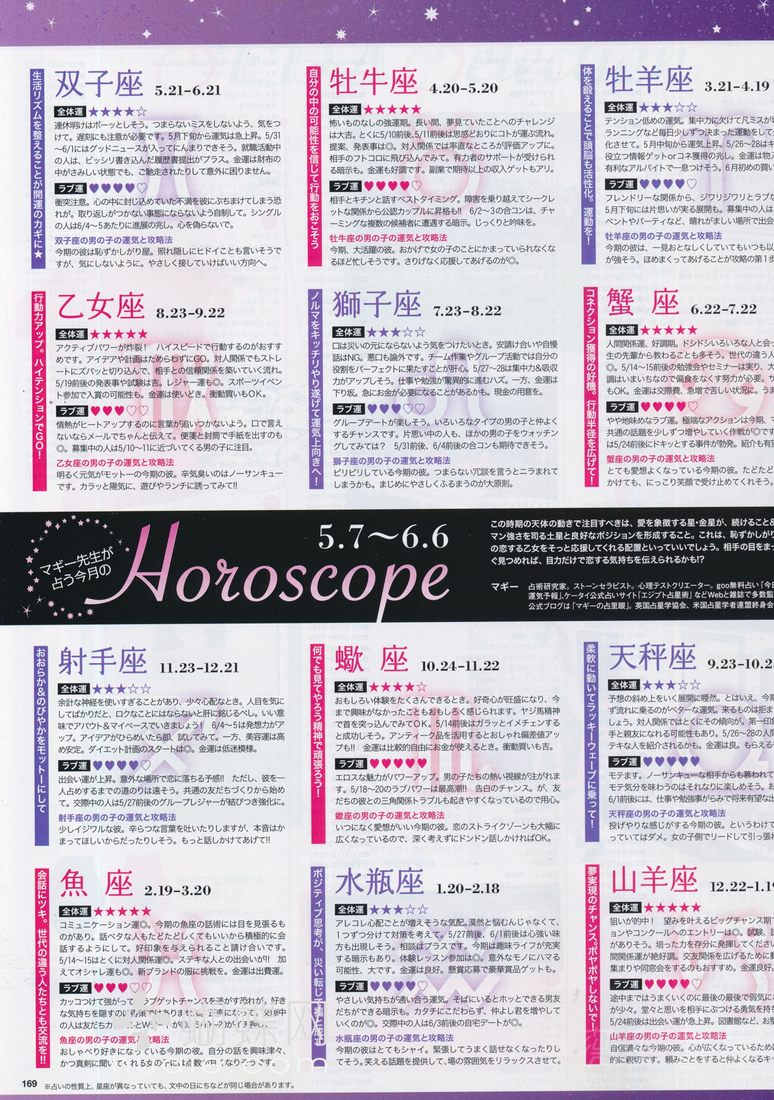 双子座 5.21-6.21
生活リズムを整えることが開運のカギに★
全体運 ★★★★☆
連休明けはボーッとしそう。つまらないミスをしないよう、気をつ
けて。遅刻にも注意が必要です。5月下旬から運気は急上昇。5/31
〜6/1にはグッドニュースが入ってにんまりできそう。就職活動中
の人は、ビッシリ書き込んだ履歴書提出がプラス。金運は財布の
中がさみしい状態でも、ご馳走されたりして意外に困りません。
ラブ運 ♥♥♥♥♡
衝突注意。心の中に封じ込めていた不満を彼にぶちまけてしまう恐
れが。取り返しがつかない事態にならないよう自制して。シングル
の人は6/4〜5あたりに進展の兆し。心を偽らないで。
双子座の男の子の運気と攻略法
今期の彼は恥ずかしがり屋。照れ隠しにヒドイことも言いそうで
すが、気にしないように。やさしく接していけばいい方向へ。
牡牛座 4.20-5.20
自分の中の可能性を信じて行動をおこそう
全体運 ★★★★★
怖いものなしの強運期。長い間、夢見ていたことへのチャレンジ
は大吉。とくに5/10前後、5/11前後は思惑どおりにコトが運ぶ流れ。
提案、発表事は◎。対人関係では率直なところが評価アップに。
相手のフトコロに飛び込んでみて。有力者のサポートが受けられ
る暗示も。金運も好調です。副業で期待以上の収入ゲットもアリ。
ラブ運 ♥♥♥♥♡
相手とキチンと話すベストタイミング。障害を乗り越えてシークレ
ットな関係から公認カップルに昇格も!! 6/2〜3の合コンは、チャ
ーミングな複数の候補者に遭遇する暗示。じっくりと吟味を。
牡牛座の男の子の運気と攻略法
今期、大活躍の彼。おかげで女の子のことにかまっていられなくな
るほど忙しそうです。さりげなく応援してあげるのが◎。
牡羊座 3.21-4.19
体を鍛えることで頭脳も活性化。運動を!
全体運 ★★★☆☆
テンション低めの運気。集中力に欠けて凡ミスが
ランニングなど毎日少しずつ決まった運動をして
化させて。5月中旬から運気上昇。5/26〜28は
役立つ情報ゲットorコネ獲得の兆し。金運は物
有利なアルバイトで一息つけそう。6月初めの買い
ラブ運 ♥♥♥♥
フレンドリーな関係から、ジワリジワリとラブの
5月下旬には片思いが実る展開も。募集中の人は
ベントやパーティなど、晴れがましい場所で出会
牡羊座の男の子の運気と攻略法
今期の彼は、一見おとなしくしていてもいつも以
が強そう。ほめまくってあげることが攻略の第1歩
乙女座 8.23-9.22
行動力アップ。ハイテンションでGO!
全体運 ★★★★★
アクティブパワーが炸裂! ハイスピードで行動するのがおすす
めです。アイデアや計画はためらわずにGO。対人関係でもストレ
ートにズバッと切り込んで、相手との信頼関係を築いていく流れ。
5/19前後の発表事や試験は吉。レジャー運も◎。スポーツイベン
ト参加で入賞の可能性も。金運は使いどき。衝動買いもOK。
ラブ運 ♥♥♥♡♡
情熱がヒートアップするのに言葉が追いつかないよう。口で言え
ないならメールでちゃんと伝えて。便箋と封筒で手紙を出すのも
◎。募集中の人は5/10〜11に近づいてくる男の子に注目。
乙女座の男の子の運気と攻略法
明るく元気がモットーの今期の彼。辛気臭いのはノーサンキュー
です。カラッと陽気に、遊びやランチに誘ってみて!!
獅子座 7.23-8.22
ノルマをキッチリやり遂げて運気上向きへ!
全体運 ★★★☆☆
口は災いの元にならないよう気をつけたいとき。安請け合いや自慢
話はNG。悪口も論外です。チーム作業やグループ活動では自分の
役割をパーフェクトに果たすことが肝心。5/27〜28は集中力&吸収
力がアップしそう。仕事や勉強が驚異的に進むハズ。一方、金運は
下り坂。急にお金が必要になることがあるかも。現金の用意を。
ラブ運 ♥♥♥♡♡
グループデートが楽しそう。いろいろなタイプの男の子と仲よく
するチャンスです。片思い中の人も、ほかの男の子をウォッチン
グしてみては? 5/31前後、6/4前後の合コンも期待できそう。
獅子座の男の子の運気と攻略法
ピリピリしている今期の彼。つまらない冗談を言うとニラまれて
しまうかも。まじめにやさしくふるまうのが大原則。
蟹 座 6.22-7.22
コネクション獲得の好機。行動半径を広げて!
全体運 ★★★★★
人間関係運、好調期。ドシドシいろいろな人と会
生の先輩から教わることも多そう。世代の違う人
◎。5/14〜15前後の勉強会やセミナーは実り、大
調はいまいちなので偏食をなくす努力が必要。サ
もOK。金運は交際費、急増で苦しい状況に。う
ラブ運 ♥♥♥♥♡
やや地味めなラブ運。極端なアクションは今期、マ
共通の話題を少しずつ増やしていく作戦が◎です
は5/24前後にドキッとする事件が勃発。紹介も有望
蟹座の男の子の運気と攻略法
とても愛想よくなっている今期の彼。ただただ
かけても、にっこり笑顔で受け止めてくれそう。
マギー先生が
占う今月の
Horoscope
5.7〜6.6
この時期の天体の動きで注目すべきは、愛を象徴する星・金星が、続けること&
マン強さを司る土星と良好なポジションを形成すること。これは、恥ずかしがり
の恋する乙女をそっと応援してくれる配置といっていいでしょう。相手の目をまっ
ぐ見つめれば、目力だけで恋する気持ちを伝えられるかも!?
マギー 占術研究家。ストーンセラピスト。心理テストクリエーター。goo無料占い「今日
運気予報」、ケータイ公式占いサイト「エジプト占星術」などWebと雑誌で多数監
公式ブログは「マギーの占里眼」。英国占星学協会、米国占星学者連盟終身会
射手座 11.23-12.21
おおらか&のびやかをモットーにして
全体運 ★★★☆☆
余計な神経を使いすぎることがあり、少々心配なとき。人目を気に
してばかりだと、ロクなことにはならないと肝に銘じるべし。いい意
味でアバウト&マイペースでいきましょう! 6/4〜5は発想力がア
ップ。アイデアがひらめいたら即、試してみて。一方、美容運は高
め安定。ダイエット計画のスタートは◎。金運は低迷模様。
ラブ運 ♥♥♥♥♡
出会い運が上昇。意外な場所で恋に落ちる予感!! ただし、彼を一
人占めするまでの道のりは遠そう。共通の友だちづくりから始め
て。交際中の人は5/27前後のグループレジャーが結びつき強化に。
射手座の男の子の運気と攻略法
少しイジワルな彼。辛らつな言葉を吐いたりしますが、本音はか
まってほしいからだったりしそう。もっと話しかけてあげて!!
蠍 座 10.24-11.22
何でも見てやろう精神で頑張ろう!
全体運 ★★★★☆
おもしろい体験をたくさんできるとき。好奇心が旺盛になり、今
まで興味がなかったこともおもしろく感じられます。ヤジ馬精神
で首を突っ込んでみてOK。5/14前後はガラッとイメチェンする
と成功しそう。アンティーク品を活用するとおしゃれ偏差値アッ
プも!! 金運は比較的自由にお金が使えるとき。衝動買いも吉。
ラブ運 ♥♥♥♥♥
エロスな魅力がパワーアップ。男の子たちの熱い視線が注がれま
す。5/18〜20のラブパワーは最高潮!! 告白のチャンス。が、友
だちの彼との三角関係トラブルも起きやすくなっているので用心。
蠍座の男の子の運気と攻略法
いつになく愛想がいい今期の彼。恋のストライクゾーンも大幅に
広くなっているので、深く考えずにドンドン話しかければOK。
天秤座 9.23-10.2
柔軟に動いてラッキーウェーブに乗って!
全体運 ★★★☆☆
予想の斜め上をいく展開に唖然。とはいえ、今
ず流れに乗るのがベターな運気。来るものは拒ま
しょう。対人関係ではとくにその傾向が。第一印
手と親友になれる可能性もあり。5/26〜28の人間
テキな人を紹介されるかも。金運は良。もらえる
ラブ運 ♥♥♥♥♥
モテます。ノーサンキューな相手からも慕われて
モテ気分を味わうのはそれなりに楽しめそう。お
6/1前後には、仕事や勉強事がらみで将来有望な
天秤座の男の子の運気と攻略法
投げやりな感じがする今期の彼。というわけで
っていてはダメ。女の子側でリードして引っ張れ
魚 座 2.19-3.20
会話にツキ。世代の違う人たちとも交流を!!
全体運 ★★★★★
コミュニケーション運◎。今期の魚座の話術には目を見張るも
のがあり。話ベタな人もたどたどしくてもいいから積極的に会
話するようにして。好印象を与えられること請け合いです。
5/14〜15はとくに対人関係運◎。ステキな人との出会いが!! 加
えてオシャレ運も◎。新ブランドの服に挑戦を。金運は出費運。
ラブ運 ♥♥♥♡♡
カッコつけて強がって
魚座の男の子の運気と攻略法
おしゃべり好きになっている今期の彼。自分の話を興味津々、
水瓶座 1.20-2.18
ポジティブ思考が、災い転じて福となる
全体運 ★★★☆☆
アレコレ心配ごとが増えそうな気配。漠然と悩むんじゃなくて、
1つずつ分けて対策を考えて。5/27前後、6/1前後は心強い味
方も出現しそう。相談はプラスです。今期は趣味ライフが充実
する暗示もあり。体験レッスン参加は◎。意外なモノにハマる
可能性、大です。金運は良好。懸賞応募で豪華賞品ゲットも。
ラブ運 ♥♥♥♥♡
やさしい気持ちが通い合う運気。そばにいるとホッとできる男友
だちができる暗示も。カタチにこだわらず、仲よし君を増やして
いくのが◎。交際中の人は6/3前後の自宅デートが◎。
水瓶座の男の子の運気と攻略法
今期の彼はとてもシャイ。緊張してうまく話せなくなったりし
てそう。笑える話題を提供して、場の雰囲気をリラックスさせて。
山羊座 12.22-1.19
夢実現のチャンス。ボヤボヤしないで!
全体運 ★★★★★
狙いが的中! 望みを叶えるビッグチャンス期
ョンやコンクールへのエントリーは◎。試験、
がありそう。培った力を存分に発揮してください
間関係運が絶好調。交友関係を広げるために動
集まりや同窓会をするのもおすすめ。金運良好。
ラブ運 ♥♥♥♥♡
途中まではうまくいくのに最後の最後で弱気に
が少々。堂々と思いを相手にぶつける勇気を持
5/24前後は出会い運が急上昇。図書館など、お
山羊座の男の子の運気と攻略法
自信満々な今期の彼。心が広くなっているために
的に親切です。頼みごとをすると仲よくなるキ
169 ※占いの性質上、星座が異なっていても、文中の日にちなどが同じ場合があります。